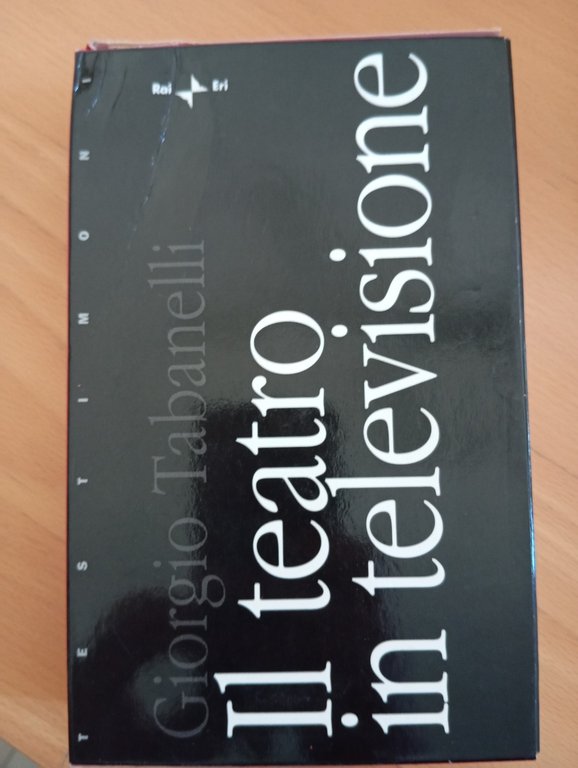 TESTIMONI
Giorgio Tabanelli
Il teatro
in televisione
Rai Eri